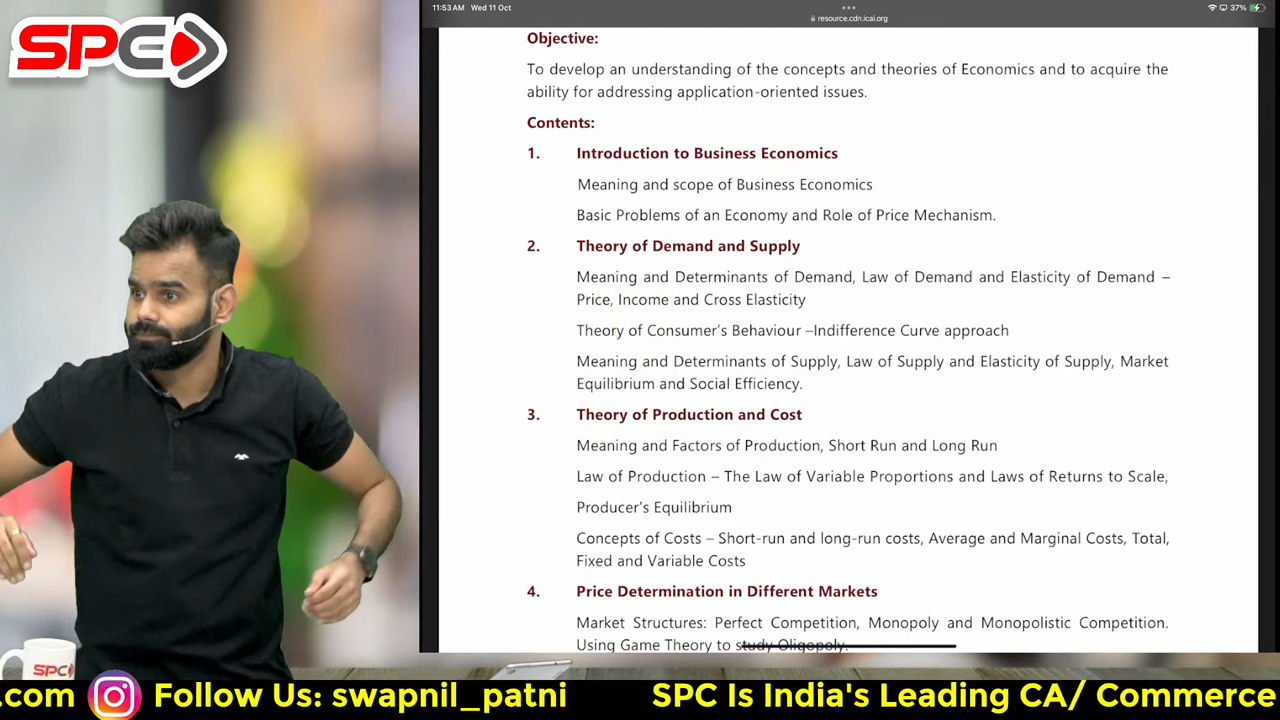 SPC
11:53 AM Wed 11 Oct
resource.cdn.icai.org
37%
Objective:
To develop an understanding of the concepts and theories of Economics and to acquire the
ability for addressing application-oriented issues.
Contents:
1. Introduction to Business Economics
Meaning and scope of Business Economics
Basic Problems of an Economy and Role of Price Mechanism.
2. Theory of Demand and Supply
Meaning and Determinants of Demand, Law of Demand and Elasticity of Demand –
Price, Income and Cross Elasticity
Theory of Consumer's Behaviour –Indifference Curve approach
Meaning and Determinants of Supply, Law of Supply and Elasticity of Supply, Market
Equilibrium and Social Efficiency.
3. Theory of Production and Cost
Meaning and Factors of Production, Short Run and Long Run
Law of Production – The Law of Variable Proportions and Laws of Returns to Scale,
Producer's Equilibrium
Concepts of Costs – Short-run and long-run costs, Average and Marginal Costs, Total,
Fixed and Variable Costs
4. Price Determination in Different Markets
Market Structures: Perfect Competition, Monopoly and Monopolistic Competition.
Using Game Theory to study Oligopoly.
SPC
.com Follow Us: swapnil_patni SPC Is India's Leading CA/ Commerce